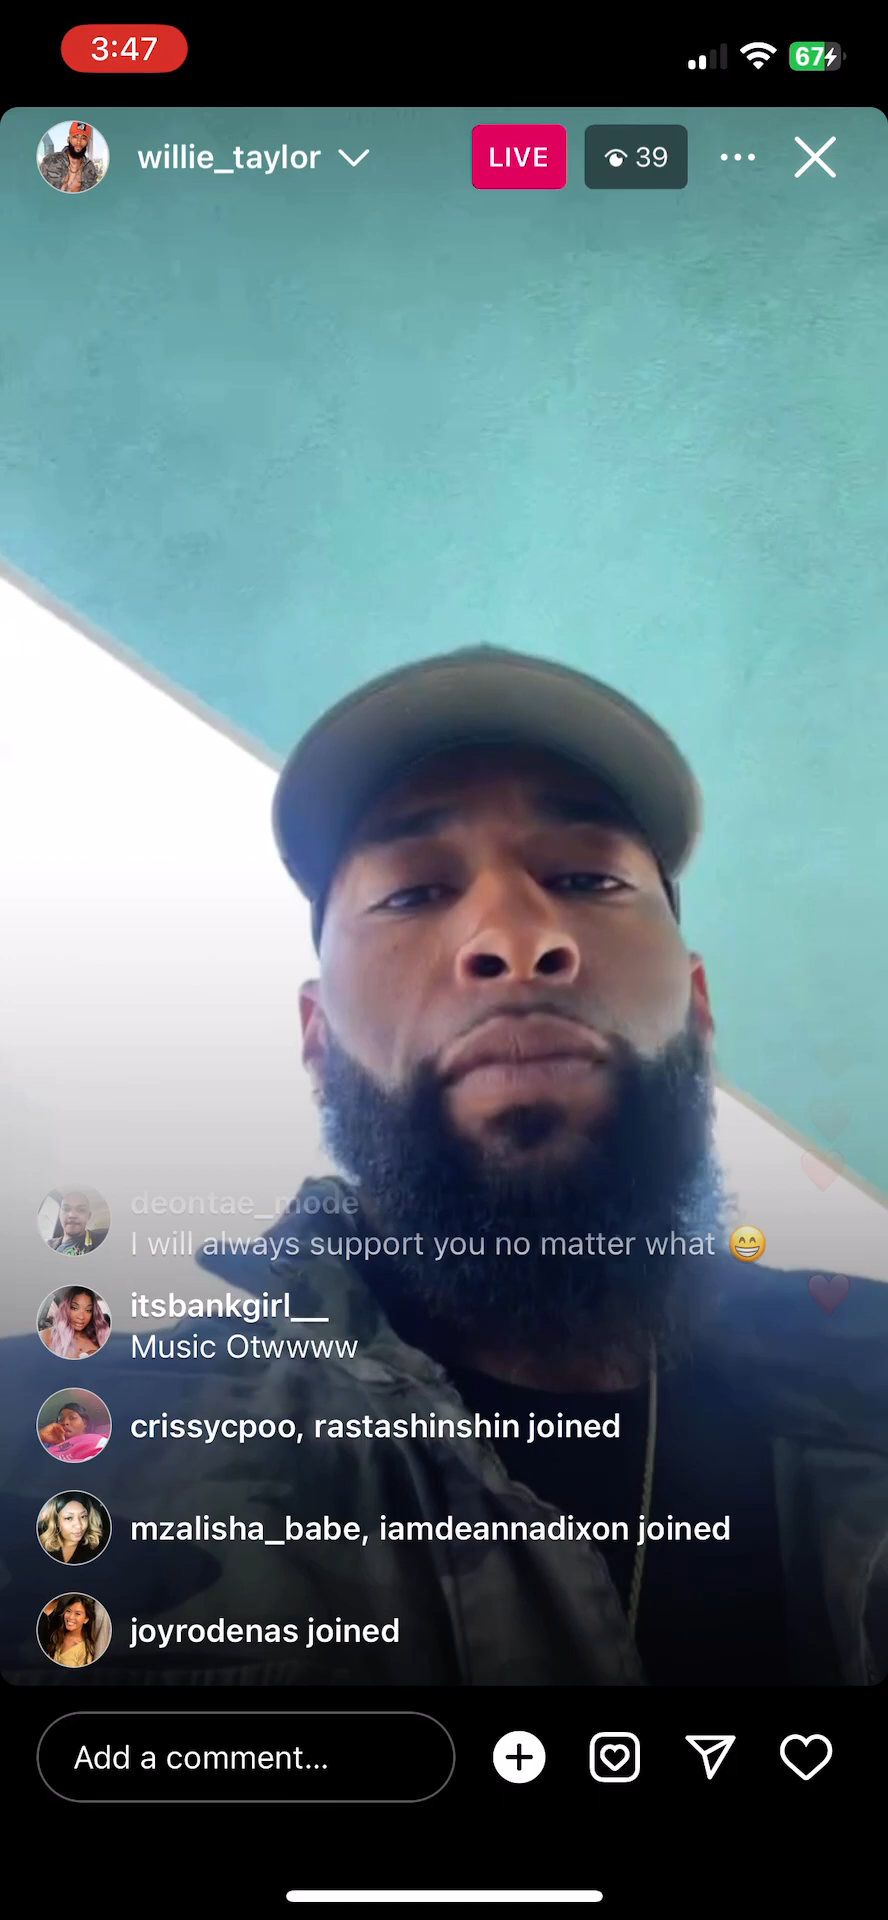 3:47
67
willie_taylor
LIVE
39
deontae_mode
I will always support you no matter what 😁
itsbankgirl__
Music Otwwww
crissycpoo, rastashinshin joined
mzalisha_babe, iamdeannadixon joined
joyrodenas joined
Add a comment...